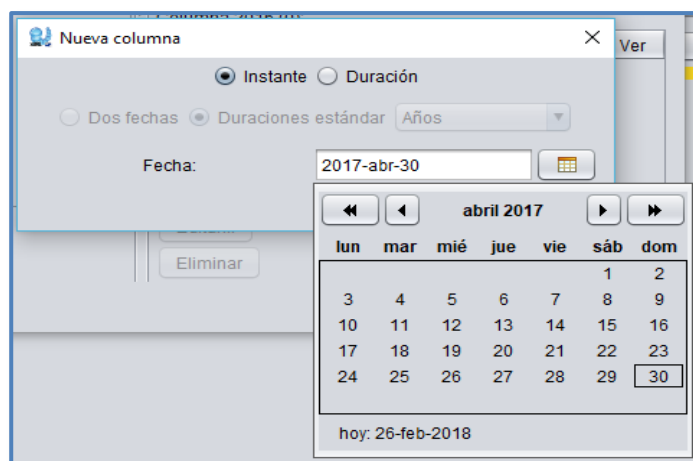 Nueva columna
Ver
Instante Duración
Dos fechas Duraciones estándar Años
Fecha: 2017-abr-30
abril 2017
lun mar mié jue vie sáb dom
1 2
3 4 5 6 7 8 9
10 11 12 13 14 15 16
17 18 19 20 21 22 23
24 25 26 27 28 29 30
hoy: 26-feb-2018
Eliminar